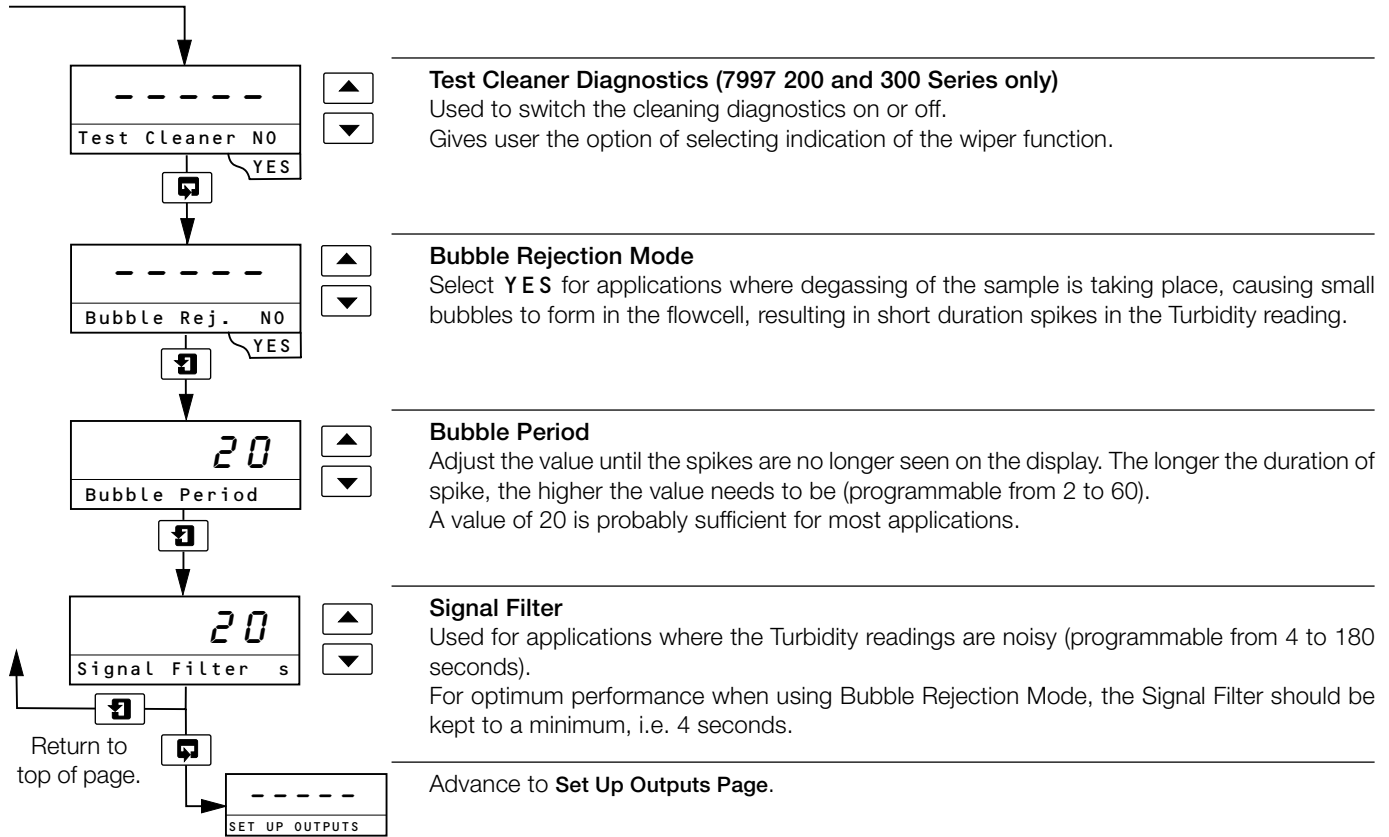 - - - - -
Test Cleaner NO
YES
Test Cleaner Diagnostics (7997 200 and 300 Series only)
Used to switch the cleaning diagnostics on or off.
Gives user the option of selecting indication of the wiper function.
- - - - -
Bubble Rej. NO
YES
Bubble Rejection Mode
Select YES for applications where degassing of the sample is taking place, causing small
bubbles to form in the flowcell, resulting in short duration spikes in the Turbidity reading.
20
Bubble Period
Bubble Period
Adjust the value until the spikes are no longer seen on the display. The longer the duration of
spike, the higher the value needs to be (programmable from 2 to 60).
A value of 20 is probably sufficient for most applications.
20
Signal Filter s
Signal Filter
Used for applications where the Turbidity readings are noisy (programmable from 4 to 180
seconds).
For optimum performance when using Bubble Rejection Mode, the Signal Filter should be
kept to a minimum, i.e. 4 seconds.
Return to
top of page.
- - - - -
SET UP OUTPUTS
Advance to Set Up Outputs Page.